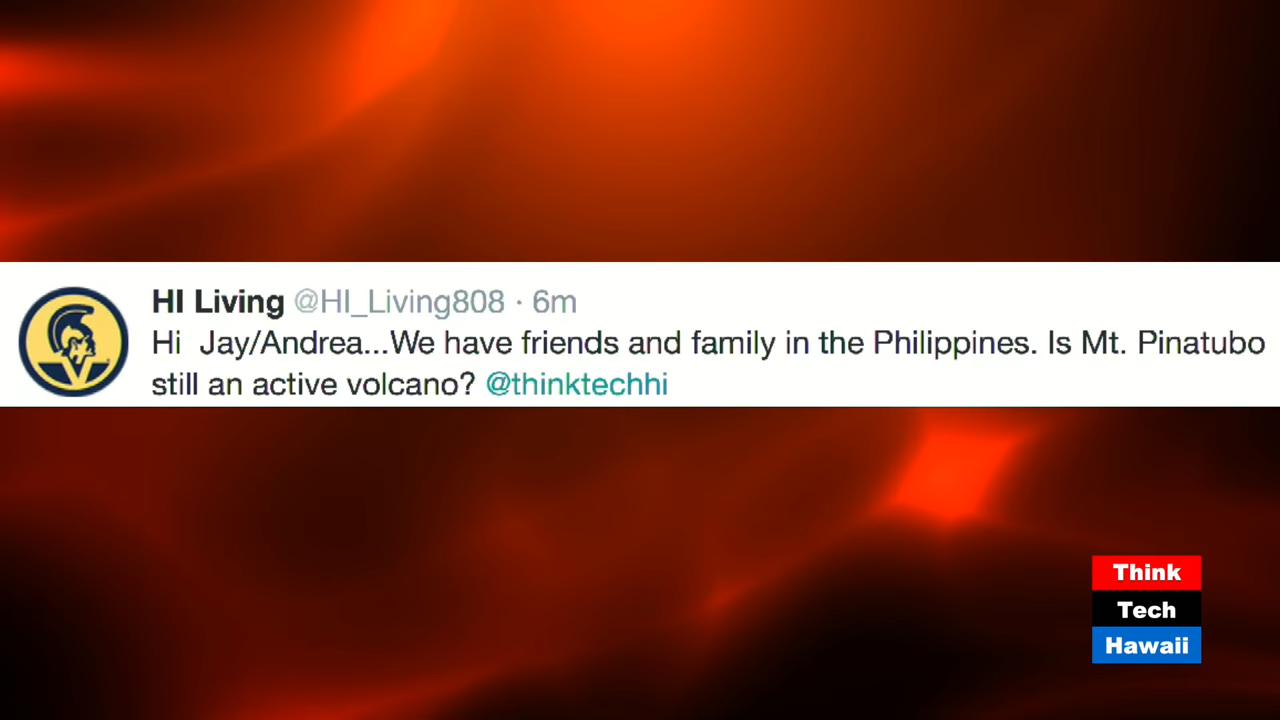 HI Living @HI_Living808 · 6m
Hi Jay/Andrea...We have friends and family in the Philippines. Is Mt. Pinatubo
still an active volcano? @thinktechhi
Think
Tech
Hawaii